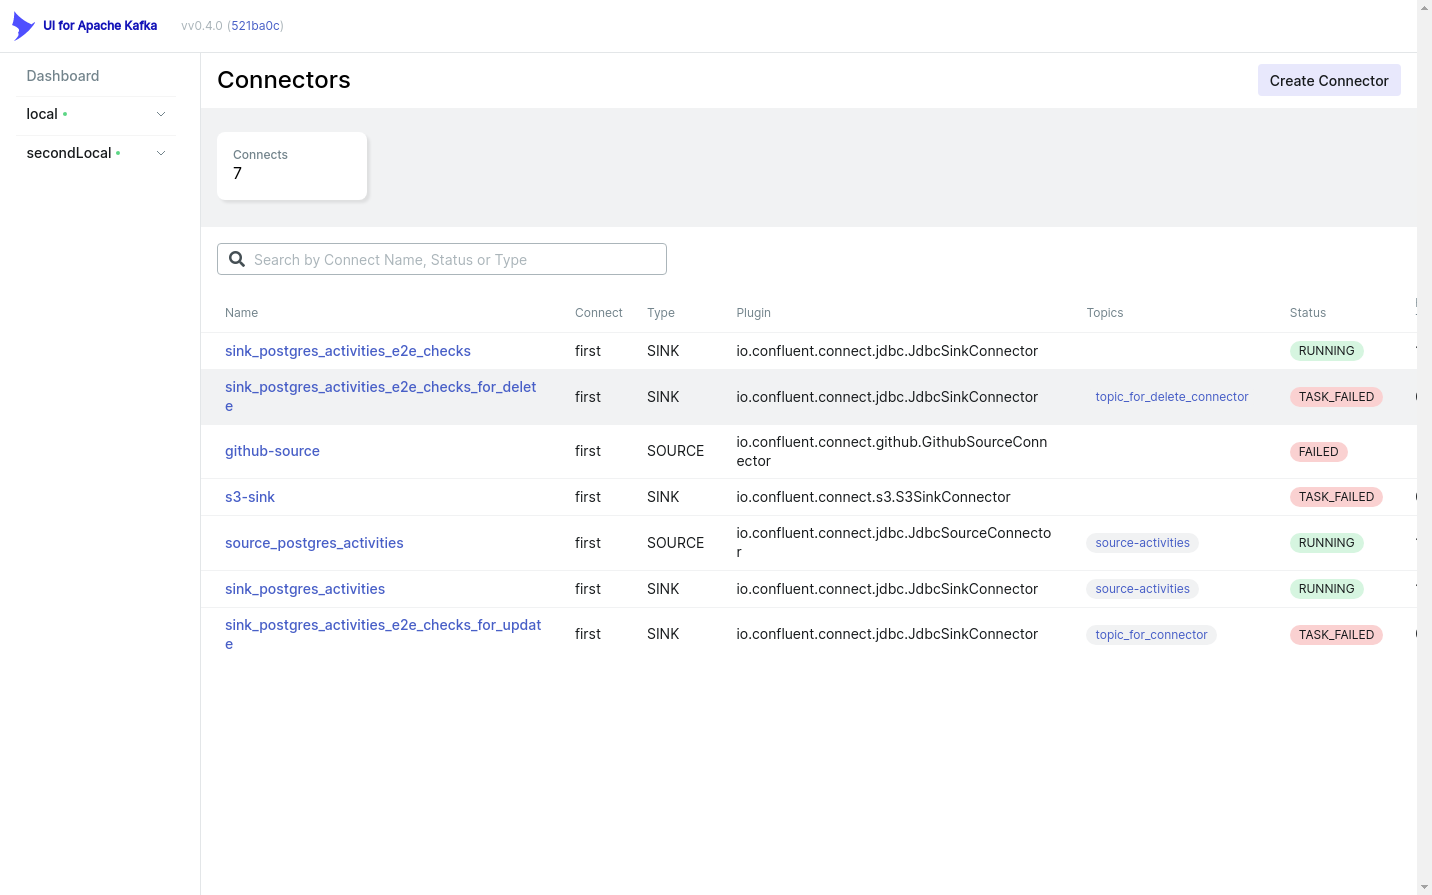 UI for Apache Kafka vv0.4.0 (521ba0c)
Dashboard
local
secondLocal
Connectors
Create Connector
Connects
7
Search by Connect Name, Status or Type
Name Connect Type Plugin Topics Status
sink_postgres_activities_e2e_checks first SINK io.confluent.connect.jdbc.JdbcSinkConnector RUNNING
sink_postgres_activities_e2e_checks_for_delet
e
first SINK io.confluent.connect.jdbc.JdbcSinkConnector topic_for_delete_connector TASK_FAILED
github-source first SOURCE
io.confluent.connect.github.GithubSourceConn
ector
FAILED
s3-sink first SINK io.confluent.connect.s3.S3SinkConnector TASK_FAILED
source_postgres_activities first SOURCE
io.confluent.connect.jdbc.JdbcSourceConnecto
r
source-activities RUNNING
sink_postgres_activities first SINK io.confluent.connect.jdbc.JdbcSinkConnector source-activities RUNNING
sink_postgres_activities_e2e_checks_for_updat
e
first SINK io.confluent.connect.jdbc.JdbcSinkConnector topic_for_connector TASK_FAILED